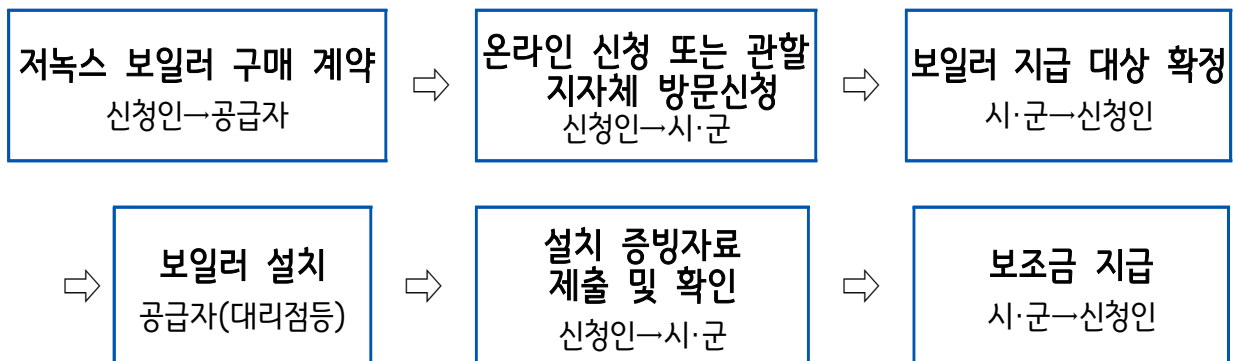 저녹스 보일러 구매 계약
신청인→공급자
⇨
온라인 신청 또는 관할
지자체 방문신청
신청인→시·군
⇨
보일러 지급 대상 확정
시·군→신청인
⇨
보일러 설치
공급자(대리점등)
⇨
설치 증빙자료
제출 및 확인
신청인→시·군
⇨
보조금 지급
시·군→신청인